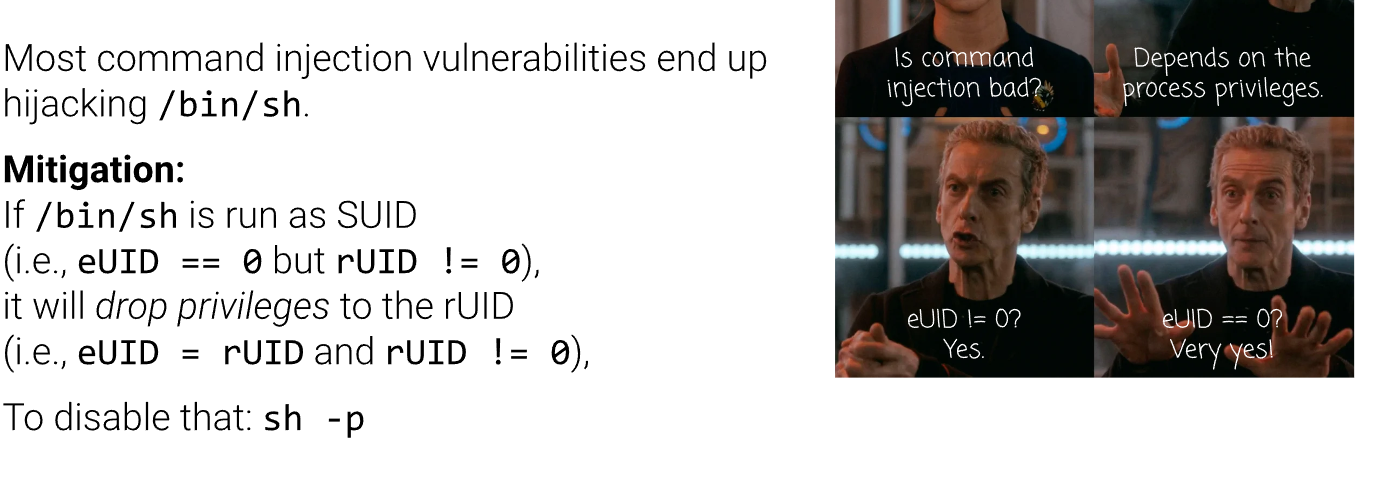 Most command injection vulnerabilities end up
hijacking /bin/sh.
Mitigation:
If /bin/sh is run as SUID
(i.e., eUID == 0 but rUID != 0),
it will drop privileges to the rUID
(i.e., eUID = rUID and rUID != 0),
To disable that: sh -p
Is command
injection bad?
Depends on the
process privileges.
eUID != 0?
Yes.
eUID == 0?
Very yes!